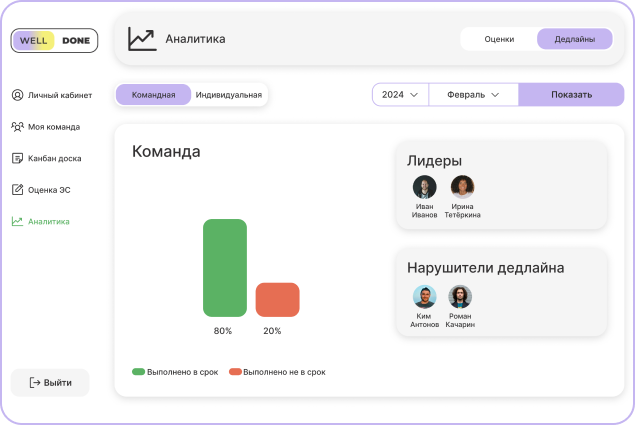 WELL DONE
Аналитика
Оценки
Дедлайны
Личный кабинет
Моя команда
Канбан доска
Оценка ЭС
Аналитика
Выйти
Командная
Индивидуальная
2024
Февраль
Показать
Команда
80%
20%
Выполнено в срок
Выполнено не в срок
Лидеры
Иван
Иванов
Ирина
Тетёркина
Нарушители дедлайна
Ким
Антонов
Роман
Качарин